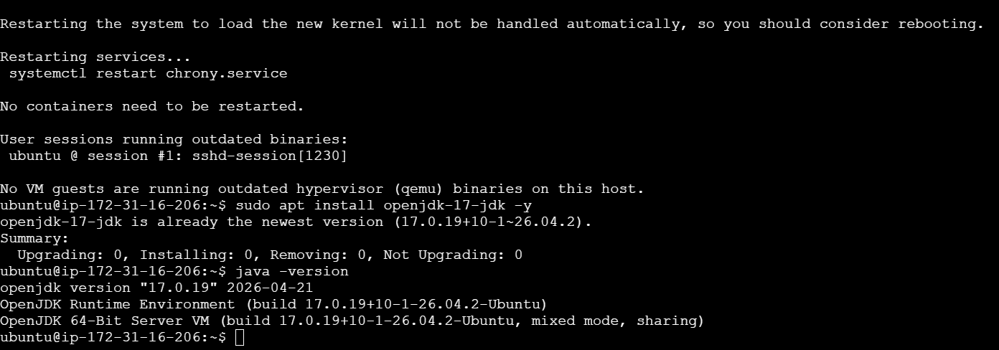 Restarting the system to load the new kernel will not be handled automatically, so you should consider rebooting.
Restarting services...
 systemctl restart chrony.service
No containers need to be restarted.
User sessions running outdated binaries:
 ubuntu @ session #1: sshd-session[1230]
No VM guests are running outdated hypervisor (qemu) binaries on this host.
ubuntu@ip-172-31-16-206:~$ sudo apt install openjdk-17-jdk -y
openjdk-17-jdk is already the newest version (17.0.19+10-1~26.04.2).
Summary:
  Upgrading: 0, Installing: 0, Removing: 0, Not Upgrading: 0
ubuntu@ip-172-31-16-206:~$ java -version
openjdk version "17.0.19" 2026-04-21
OpenJDK Runtime Environment (build 17.0.19+10-1-26.04.2-Ubuntu)
OpenJDK 64-Bit Server VM (build 17.0.19+10-1-26.04.2-Ubuntu, mixed mode, sharing)
ubuntu@ip-172-31-16-206:~$